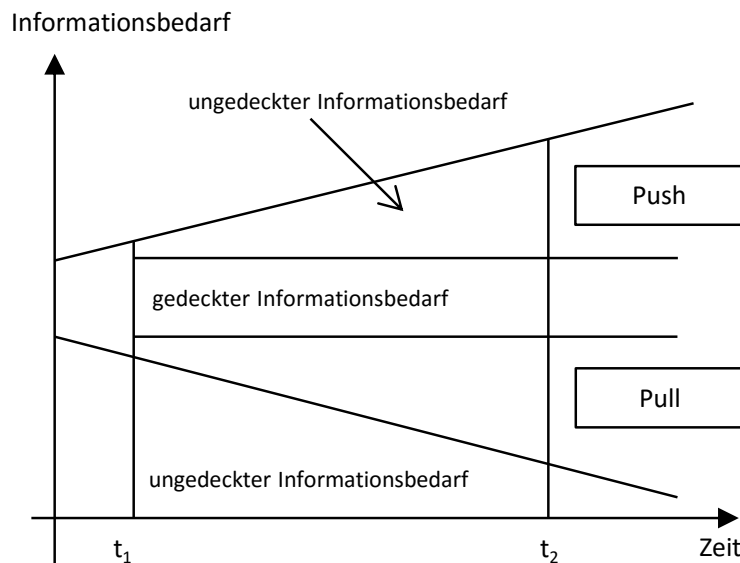 Informationsbedarf
ungedeckter Informationsbedarf
Push
gedeckter Informationsbedarf
Pull
ungedeckter Informationsbedarf
t₁
t₂
Zeit